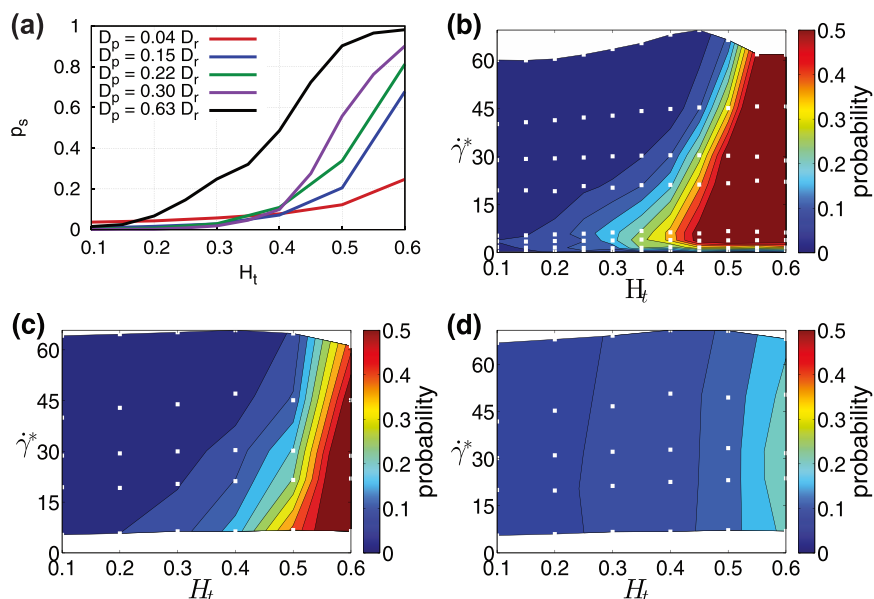 (a)
1
0.8
0.6
0.4
0.2
0
p_s
D_p = 0.04 D_r
D_p = 0.15 D_r
D_p = 0.22 D_r
D_p = 0.30 D_r
D_p = 0.63 D_r
0.1 0.2 0.3 0.4 0.5 0.6
H_t
(b)
60
45
30
15
0
γ̇*
0.1 0.2 0.3 0.4 0.5 0.6
H_t
0.5
0.4
0.3
0.2
0.1
0
probability
(c)
60
45
30
15
0
γ̇*
0.1 0.2 0.3 0.4 0.5 0.6
H_t
0.5
0.4
0.3
0.2
0.1
0
probability
(d)
60
45
30
15
0
γ̇*
0.1 0.2 0.3 0.4 0.5 0.6
H_t
0.5
0.4
0.3
0.2
0.1
0
probability